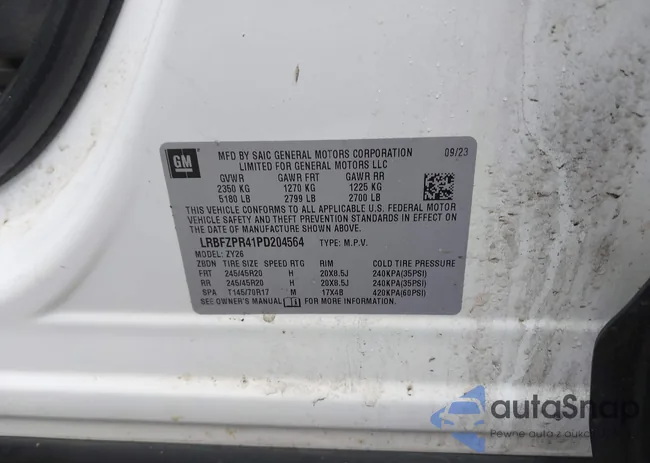 GM
MFD BY SAIC GENERAL MOTORS CORPORATION 09/23
LIMITED FOR GENERAL MOTORS LLC
GVWR GAWR FRT GAWR RR
2350 KG 1270 KG 1225 KG
5180 LB 2799 LB 2700 LB
THIS VEHICLE CONFORMS TO ALL APPLICABLE U.S. FEDERAL MOTOR
VEHICLE SAFETY AND THEFT PREVENTION STANDARDS IN EFFECT ON
THE DATE OF MANUFACTURE SHOWN ABOVE.
LRBFZPR41PD204564 TYPE: M.P.V.
MODEL: ZY26
ZBDN TIRE SIZE SPEED RTG RIM COLD TIRE PRESSURE
FRT 245/45R20 H 20X8.5J 240KPA(35PSI)
RR 245/45R20 H 20X8.5J 240KPA(35PSI)
SPA T145/70R17 M 17X4B 420KPA(60PSI)
SEE OWNER'S MANUAL FOR MORE INFORMATION.
autoSnap
Pewne auto z aukcji